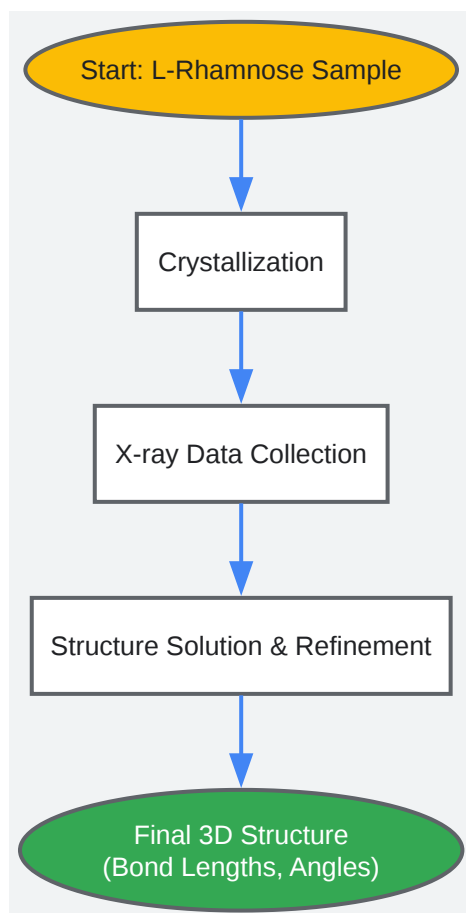 Start: L-Rhamnose Sample
Crystallization
X-ray Data Collection
Structure Solution & Refinement
Final 3D Structure
(Bond Lengths, Angles)